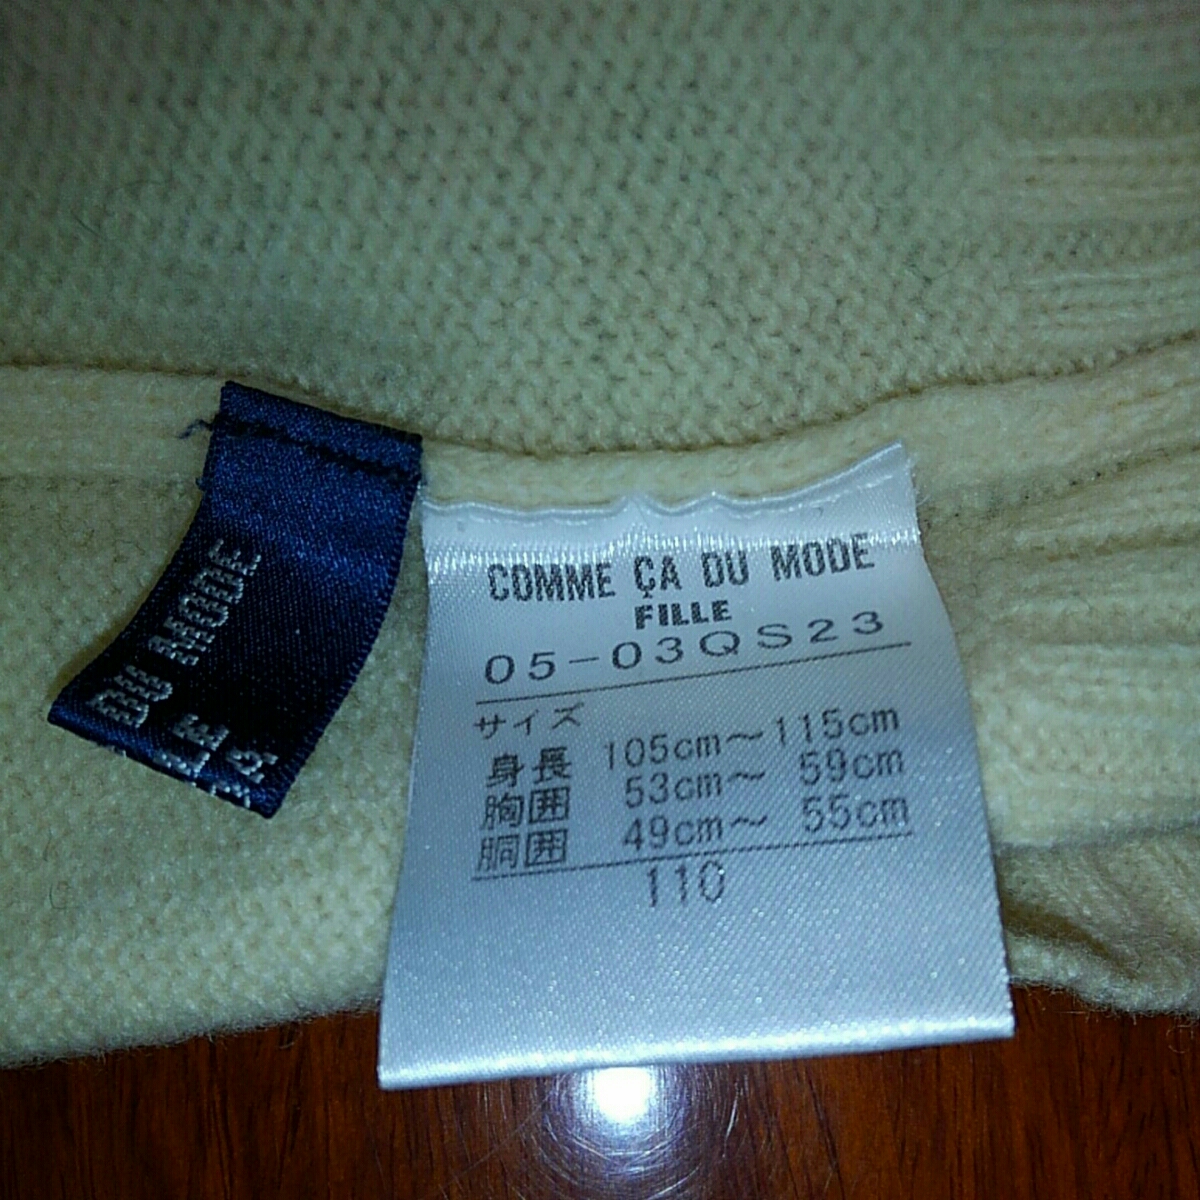 DU MODE
COMME ÇA DU MODE
FILLE
05-03QS23
サイズ
身長 105cm～115cm
胸囲 53cm～ 59cm
胴囲 49cm～ 55cm
110